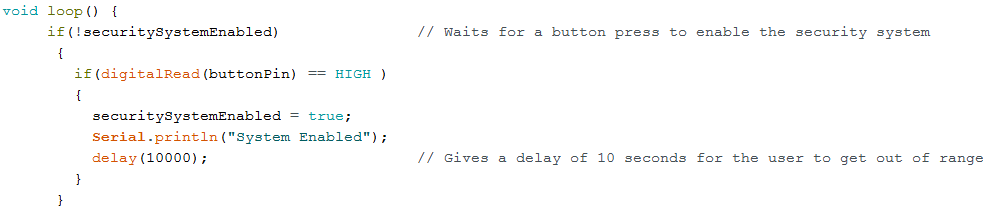 void loop() {
     if(!securitySystemEnabled)                // Waits for a button press to enable the security system
      {
        if(digitalRead(buttonPin) == HIGH )
        {
          securitySystemEnabled = true;
          Serial.println("System Enabled");
          delay(10000);                        // Gives a delay of 10 seconds for the user to get out of range
        }
      }